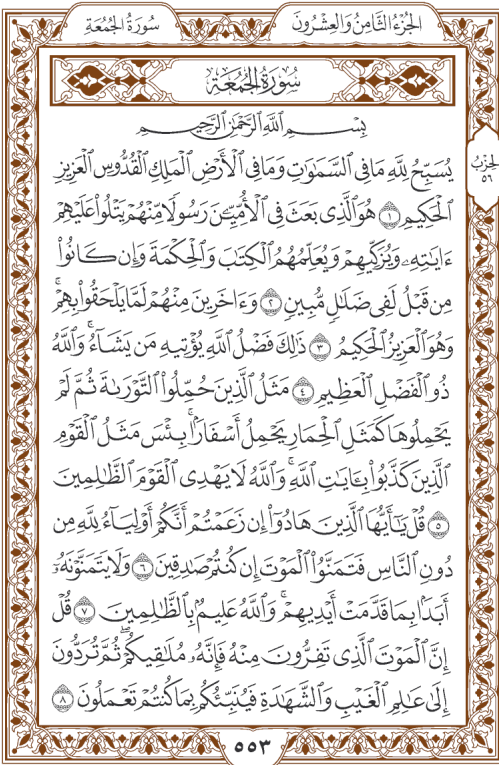 الجُزْءُ الثَّامِنُ وَالعِشْرُونَ
سُورَةُ الجُمُعَةِ
سُورَةُ الجُمُعَةِ
بِسْمِ ٱللَّهِ ٱلرَّحْمَٰنِ ٱلرَّحِيمِ
يُسَبِّحُ لِلَّهِ مَا فِي ٱلسَّمَٰوَٰتِ وَمَا فِي ٱلْأَرْضِ ٱلْمَلِكِ ٱلْقُدُّوسِ ٱلْعَزِيزِ
ٱلْحَكِيمِ ١ هُوَ ٱلَّذِي بَعَثَ فِي ٱلْأُمِّيِّـۧنَ رَسُولًا مِّنْهُمْ يَتْلُوا۟ عَلَيْهِمْ
ءَايَٰتِهِۦ وَيُزَكِّيهِمْ وَيُعَلِّمُهُمُ ٱلْكِتَٰبَ وَٱلْحِكْمَةَ وَإِن كَانُوا۟
مِن قَبْلُ لَفِي ضَلَٰلٍ مُّبِينٍ ٢ وَءَاخَرِينَ مِنْهُمْ لَمَّا يَلْحَقُوا۟ بِهِمْۚ
وَهُوَ ٱلْعَزِيزُ ٱلْحَكِيمُ ٣ ذَٰلِكَ فَضْلُ ٱللَّهِ يُؤْتِيهِ مَن يَشَآءُۚ وَٱللَّهُ
ذُو ٱلْفَضْلِ ٱلْعَظِيمِ ٤ مَثَلُ ٱلَّذِينَ حُمِّلُوا۟ ٱلتَّوْرَىٰةَ ثُمَّ لَمْ
يَحْمِلُوهَا كَمَثَلِ ٱلْحِمَارِ يَحْمِلُ أَسْفَارًۢاۚ بِئْسَ مَثَلُ ٱلْقَوْمِ
ٱلَّذِينَ كَذَّبُوا۟ بِـَٔايَٰتِ ٱللَّهِۚ وَٱللَّهُ لَا يَهْدِي ٱلْقَوْمَ ٱلظَّٰلِمِينَ
٥ قُلْ يَٰٓأَيُّهَا ٱلَّذِينَ هَادُوٓا۟ إِن زَعَمْتُمْ أَنَّكُمْ أَوْلِيَآءُ لِلَّهِ مِن
دُونِ ٱلنَّاسِ فَتَمَنَّوُا۟ ٱلْمَوْتَ إِن كُنتُمْ صَٰدِقِينَ ٦ وَلَا يَتَمَنَّوْنَهُۥٓ
أَبَدًۢا بِمَا قَدَّمَتْ أَيْدِيهِمْۚ وَٱللَّهُ عَلِيمٌۢ بِٱلظَّٰلِمِينَ ٧ قُلْ
إِنَّ ٱلْمَوْتَ ٱلَّذِي تَفِرُّونَ مِنْهُ فَإِنَّهُۥ مُلَٰقِيكُمْۖ ثُمَّ تُرَدُّونَ
إِلَىٰ عَٰلِمِ ٱلْغَيْبِ وَٱلشَّهَٰدَةِ فَيُنَبِّئُكُم بِمَا كُنتُمْ تَعْمَلُونَ ٨
الحِزْبُ
٥٦
٥٥٣